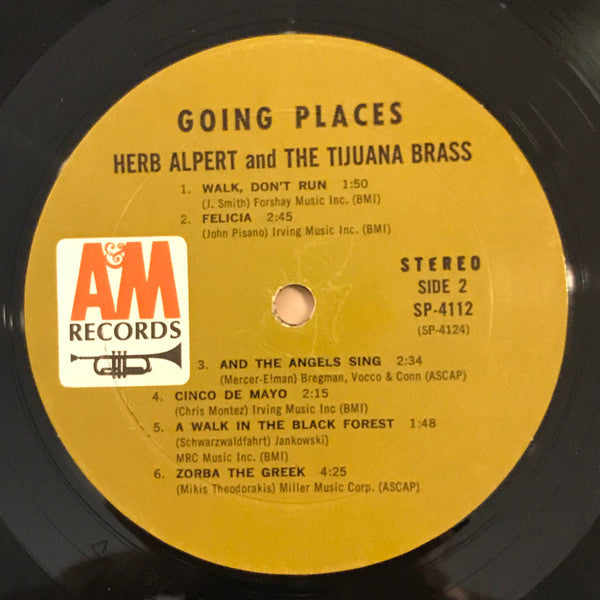 GOING PLACES
HERB ALPERT and THE TIJUANA BRASS
1. WALK, DON'T RUN 1:50
(J. Smith) Forshay Music Inc. (BMI)
2. FELICIA 2:45
(John Pisano) Irving Music Inc. (BMI)
A&M
RECORDS
STEREO
SIDE 2
SP-4112
(SP-4124)
3. AND THE ANGELS SING 2:34
(Mercer-Elman) Bregman, Vocco & Conn (ASCAP)
4. CINCO DE MAYO 2:15
(Chris Montez) Irving Music Inc (BMI)
5. A WALK IN THE BLACK FOREST 1:48
(Schwarzwaldfahrt) Jankowski)
MRC Music Inc. (BMI)
6. ZORBA THE GREEK 4:25
(Mikis Theodorakis) Miller Music Corp. (ASCAP)